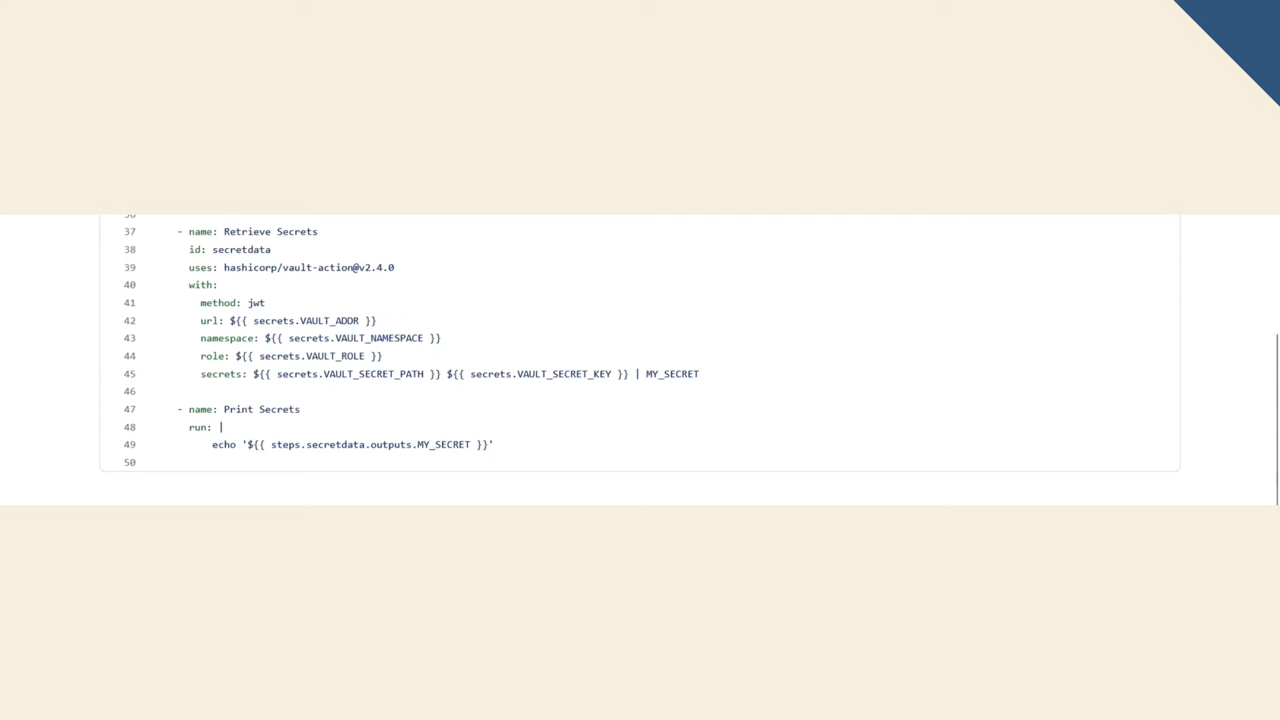 36
37 - name: Retrieve Secrets
38 id: secretdata
39 uses: hashicorp/vault-action@v2.4.0
40 with:
41 method: jwt
42 url: ${{ secrets.VAULT_ADDR }}
43 namespace: ${{ secrets.VAULT_NAMESPACE }}
44 role: ${{ secrets.VAULT_ROLE }}
45 secrets: ${{ secrets.VAULT_SECRET_PATH }} ${{ secrets.VAULT_SECRET_KEY }} | MY_SECRET
46
47 - name: Print Secrets
48 run: |
49 echo '${{ steps.secretdata.outputs.MY_SECRET }}'
50